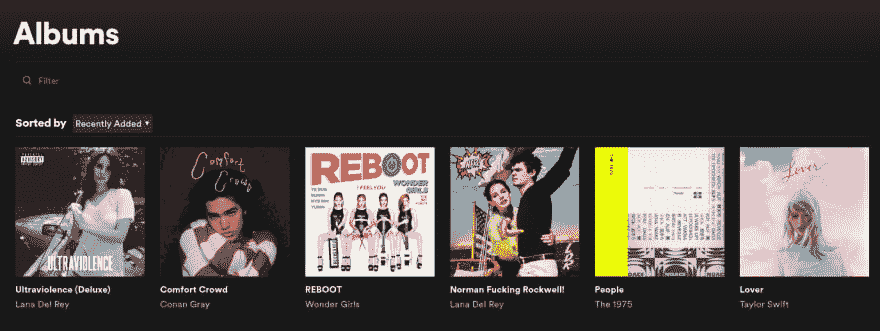 Albums
Filter
Sorted by Recently Added ▾
PARENTAL
ADVISORY
ULTRAVIOLENCE
Comfort
Crowd
REBOOT
I FEEL YOU
WONDER
GIRLS
Lover
Ultraviolence (Deluxe)
Lana Del Rey
Comfort Crowd
Conan Gray
REBOOT
Wonder Girls
Norman Fucking Rockwell!
Lana Del Rey
People
The 1975
Lover
Taylor Swift